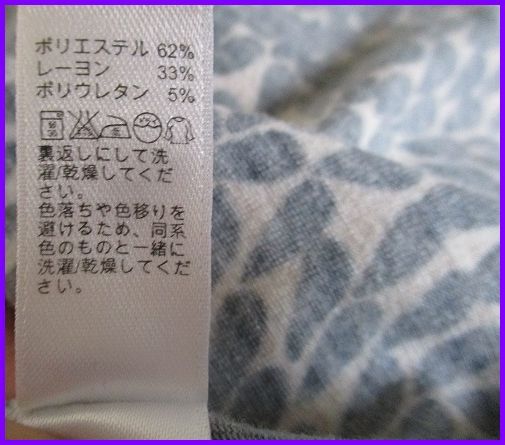 ポリエステル 62%
レーヨン 33%
ポリウレタン 5%
裏返しにして洗
濯/乾燥してくだ
さい。
色落ちや色移りを
避けるため、同系
色のものと一緒に
洗濯/乾燥してくだ
さい。